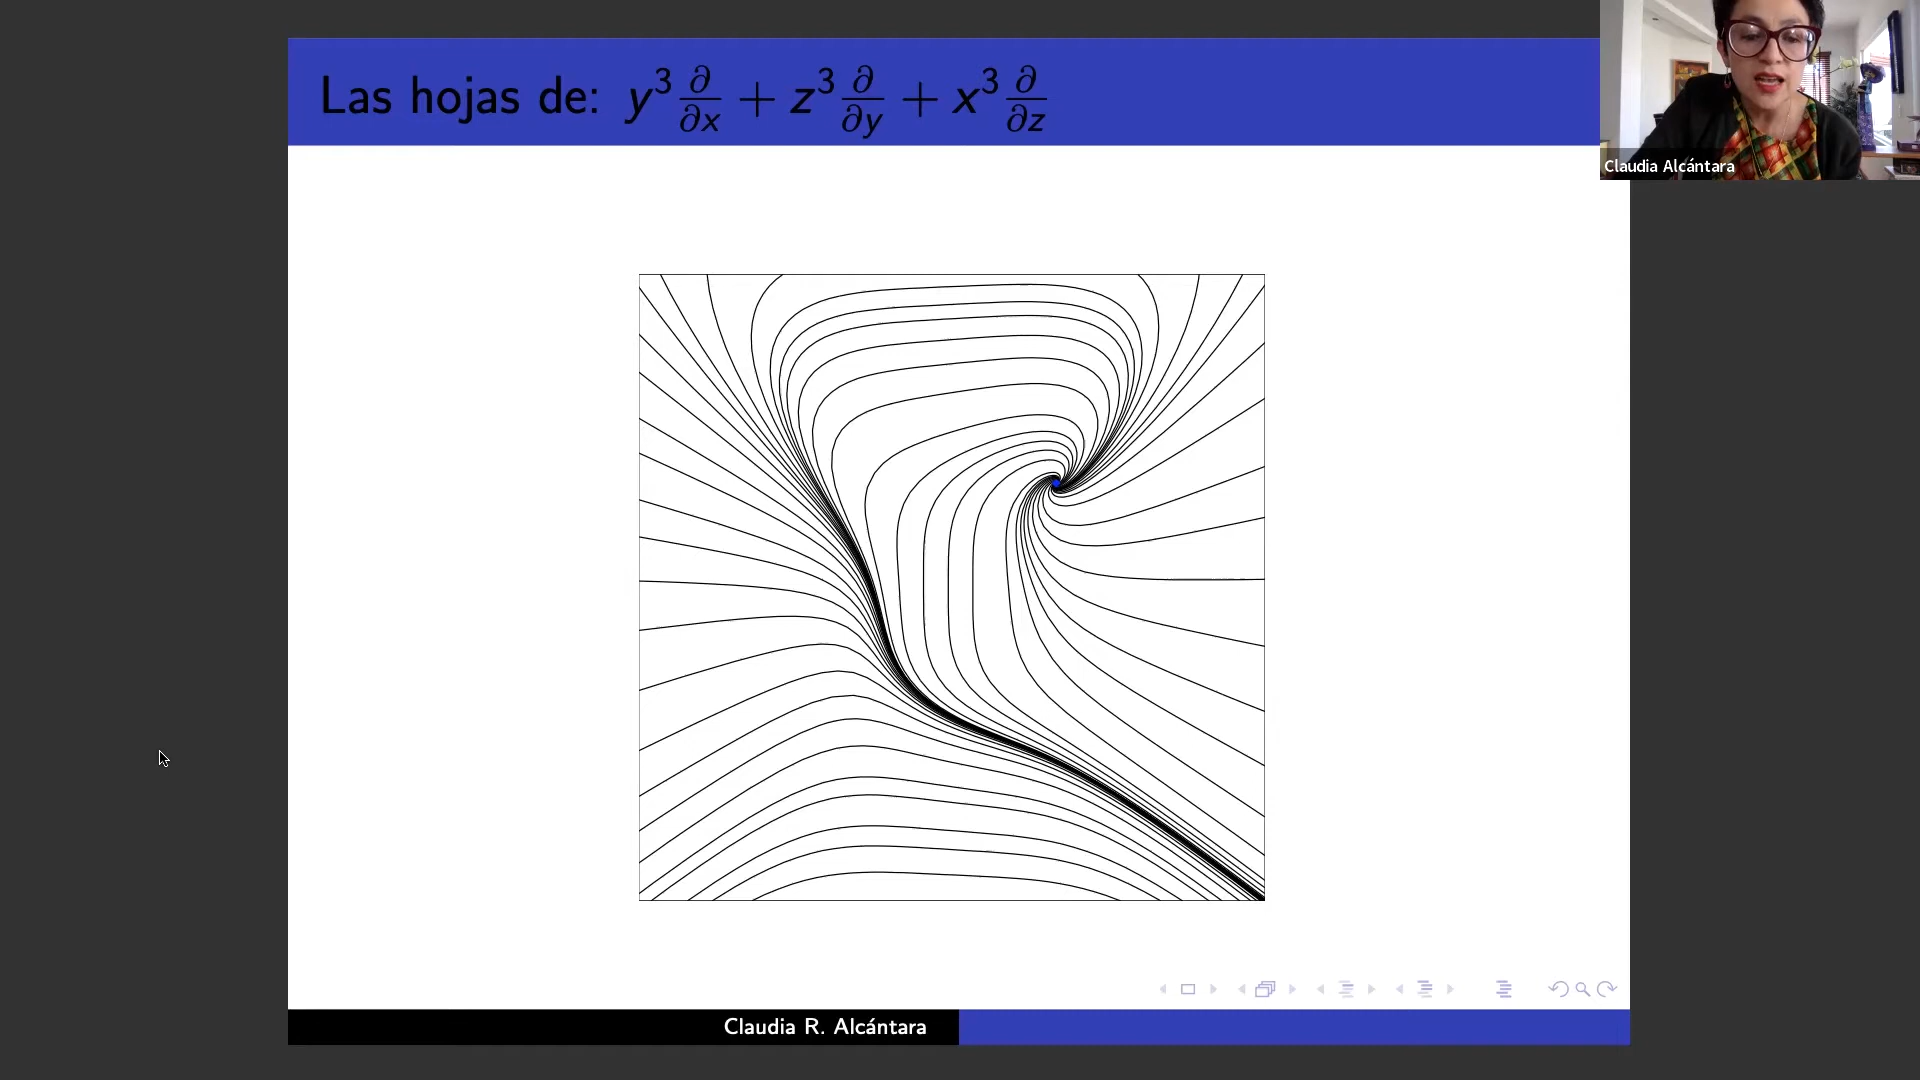 Las hojas de: y³ ∂/∂x + z³ ∂/∂y + x³ ∂/∂z
Claudia Alcántara
Claudia R. Alcántara